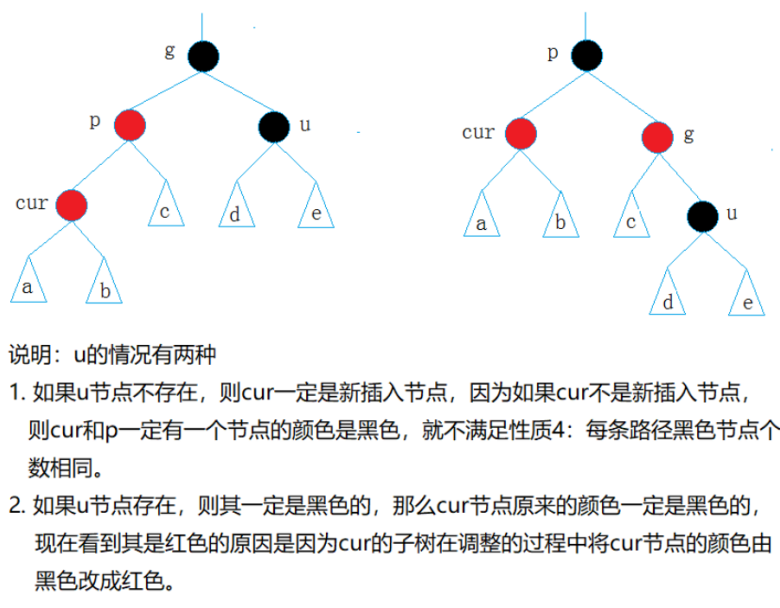 g
p
p
u
cur
g
cur
c
d
e
a
b
c
u
a
b
d
e
说明：u的情况有两种
1. 如果u节点不存在，则cur一定是新插入节点，因为如果cur不是新插入节点，
则cur和p一定有一个节点的颜色是黑色，就不满足性质4：每条路径黑色节点个
数相同。
2. 如果u节点存在，则其一定是黑色的，那么cur节点原来的颜色一定是黑色的，
现在看到其是红色的原因是因为cur的子树在调整的过程中将cur节点的颜色由
黑色改成红色。